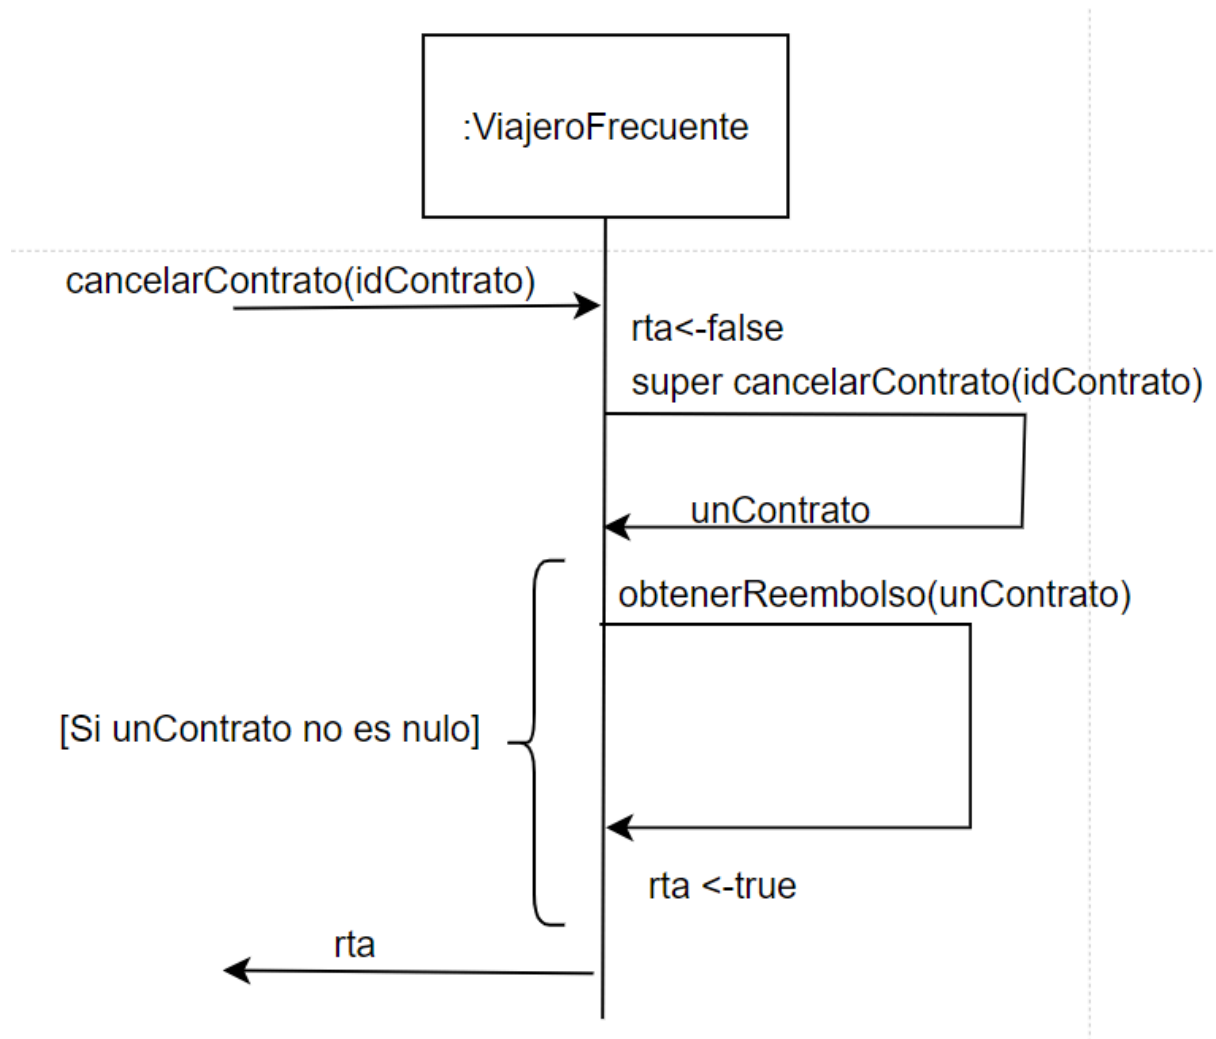 :ViajeroFrecuente
cancelarContrato(idContrato)
rta<-false
super cancelarContrato(idContrato)
unContrato
obtenerReembolso(unContrato)
[Si unContrato no es nulo]
rta <-true
rta